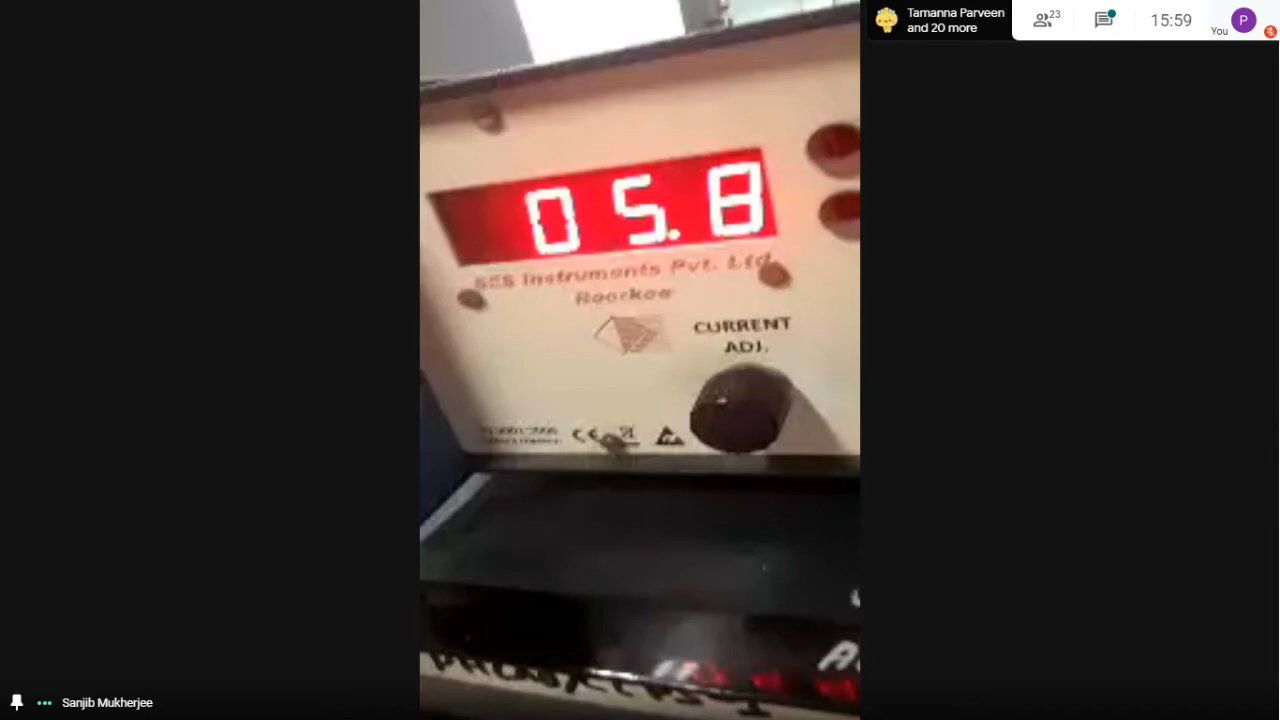 Tamanna Parveen
and 20 more
23
15:59
You
P
05.8
SES Instruments Pvt. Ltd.
Roorkee
CURRENT
ADJ.
CE
Sanjib Mukherjee